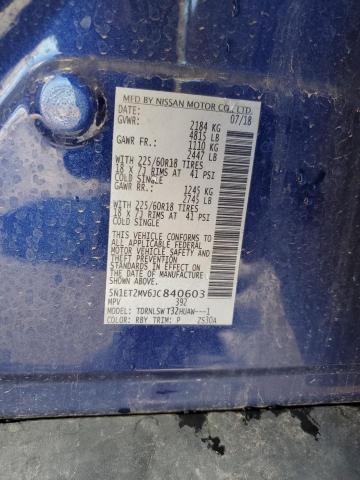 MFD BY NISSAN MOTOR CO., LTD.
DATE: 07/18
GVWR: 2184 KG
4815 LB
GAWR FR.: 1110 KG
2447 LB
WITH 225/60R18 TIRES
18 X 7J RIMS AT 41 PSI
COLD SINGLE
GAWR RR.: 1245 KG
2745 LB
WITH 225/60R18 TIRES
18 X 7J RIMS AT 41 PSI
COLD SINGLE
THIS VEHICLE CONFORMS TO ALL
APPLICABLE FEDERAL MOTOR
VEHICLE SAFETY AND
THEFT PREVENTION
STANDARDS IN EFFECT ON THE
DATE OF MANUFACTURE
SHOWN ABOVE.
5N1ET2MV6JC840603
MPV 392
MODEL: TDRNLSW T32HUAW---1
COLOR: RBY TRIM: P ZS30A